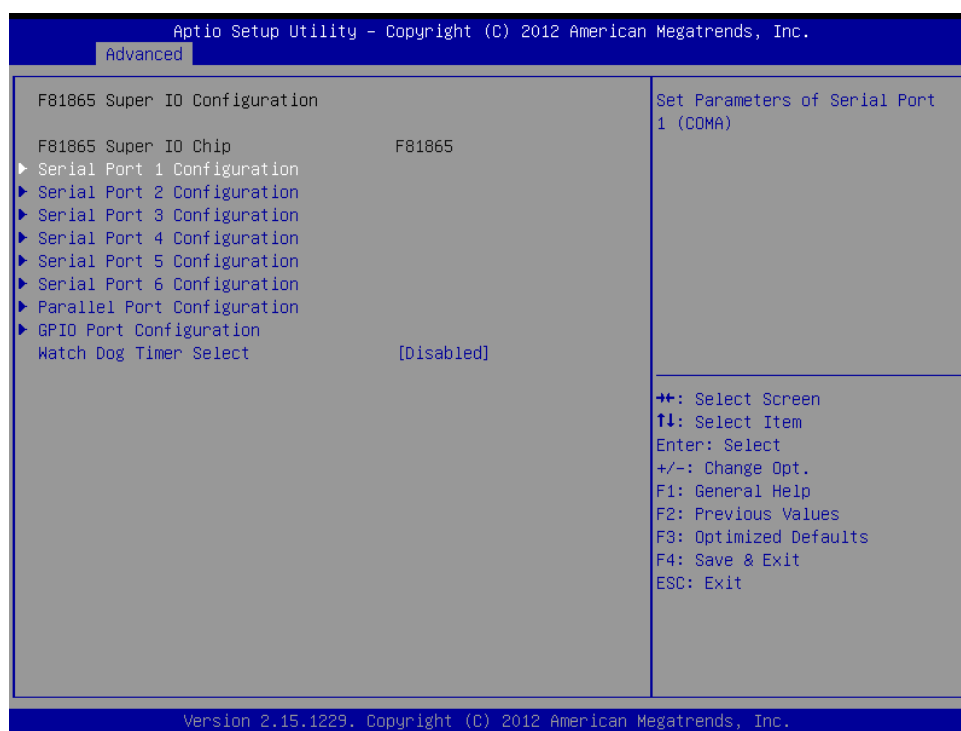 Aptio Setup Utility – Copyright (C) 2012 American Megatrends, Inc.
Advanced
F81865 Super IO Configuration
F81865 Super IO Chip F81865
Serial Port 1 Configuration
Serial Port 2 Configuration
Serial Port 3 Configuration
Serial Port 4 Configuration
Serial Port 5 Configuration
Serial Port 6 Configuration
Parallel Port Configuration
GPIO Port Configuration
Watch Dog Timer Select [Disabled]
Set Parameters of Serial Port
1 (COMA)
→←: Select Screen
↑↓: Select Item
Enter: Select
+/-: Change Opt.
F1: General Help
F2: Previous Values
F3: Optimized Defaults
F4: Save & Exit
ESC: Exit
Version 2.15.1229. Copyright (C) 2012 American Megatrends, Inc.